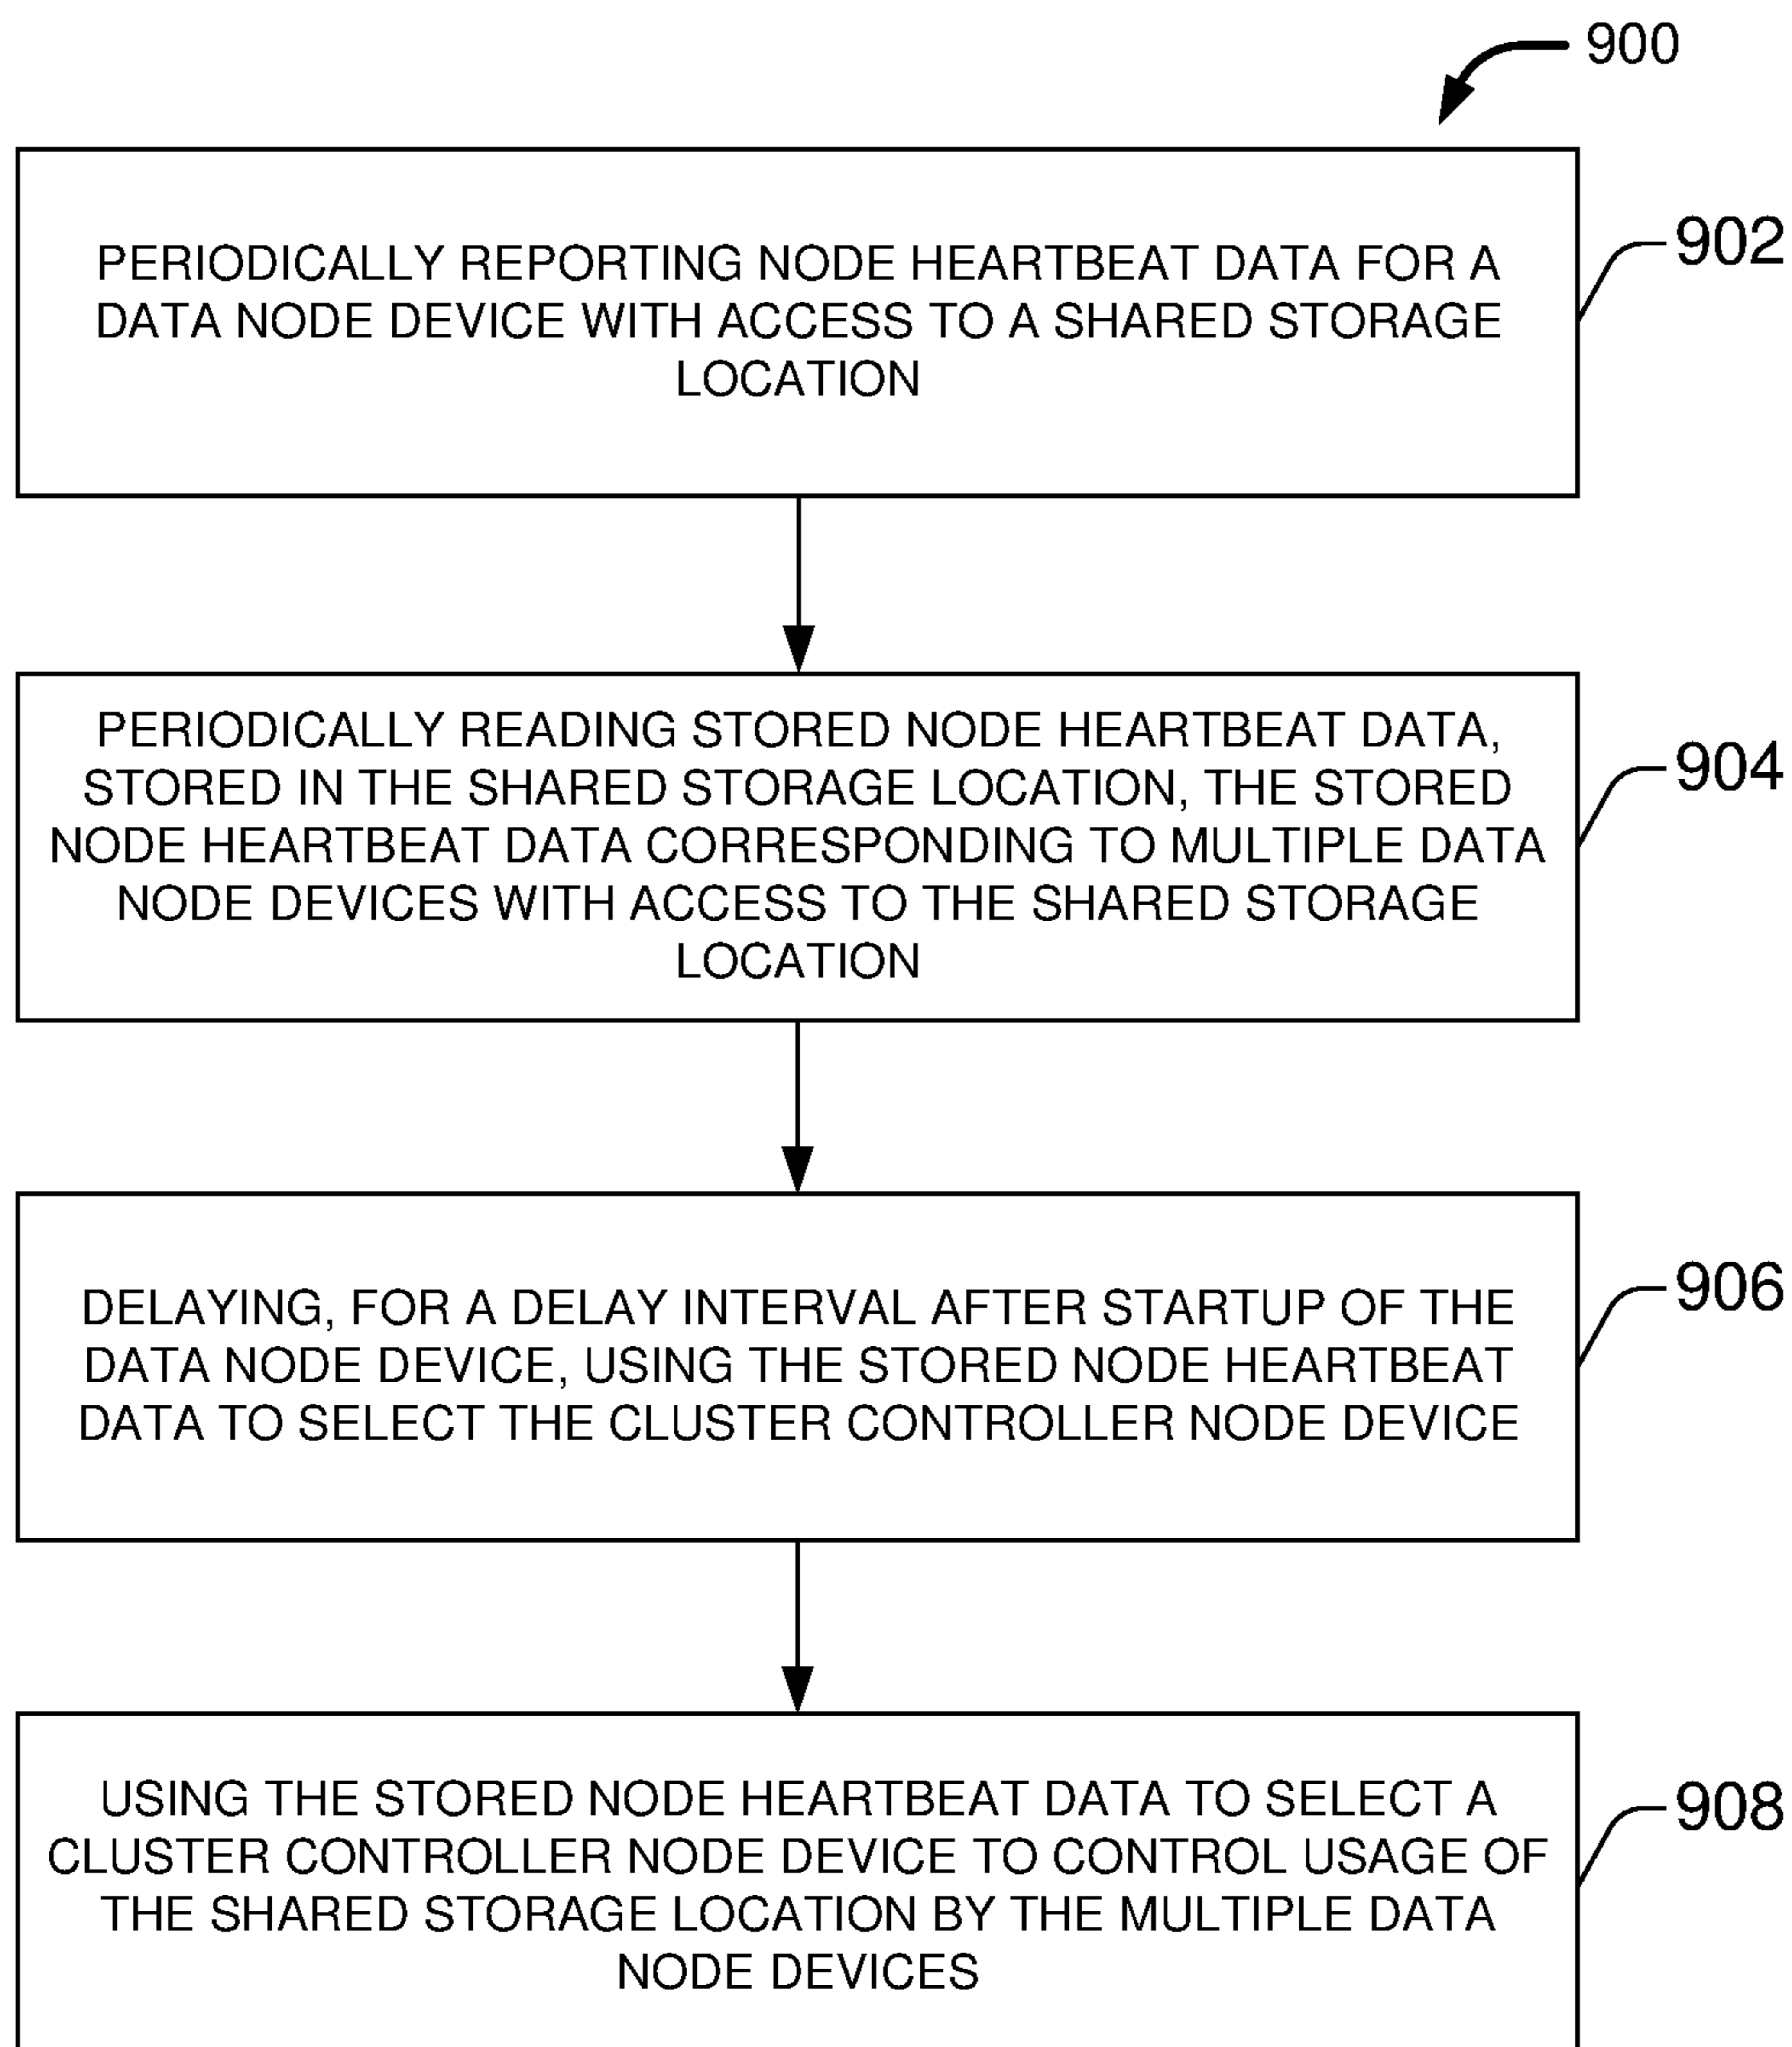 900
PERIODICALLY REPORTING NODE HEARTBEAT DATA FOR A
DATA NODE DEVICE WITH ACCESS TO A SHARED STORAGE
LOCATION
902
PERIODICALLY READING STORED NODE HEARTBEAT DATA,
STORED IN THE SHARED STORAGE LOCATION, THE STORED
NODE HEARTBEAT DATA CORRESPONDING TO MULTIPLE DATA
NODE DEVICES WITH ACCESS TO THE SHARED STORAGE
LOCATION
904
DELAYING, FOR A DELAY INTERVAL AFTER STARTUP OF THE
DATA NODE DEVICE, USING THE STORED NODE HEARTBEAT
DATA TO SELECT THE CLUSTER CONTROLLER NODE DEVICE
906
USING THE STORED NODE HEARTBEAT DATA TO SELECT A
CLUSTER CONTROLLER NODE DEVICE TO CONTROL USAGE OF
THE SHARED STORAGE LOCATION BY THE MULTIPLE DATA
NODE DEVICES
908